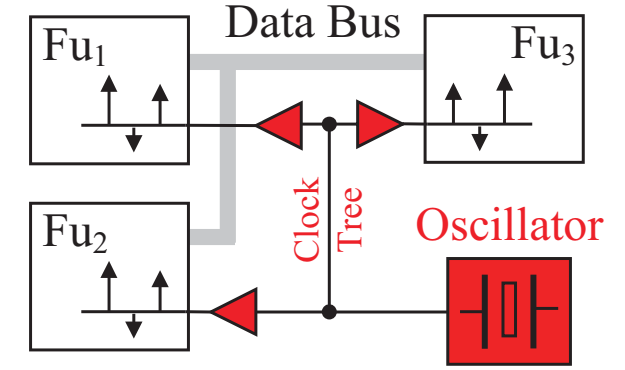 Data Bus
Fu1
Fu3
Clock
Tree
Fu2
Oscillator